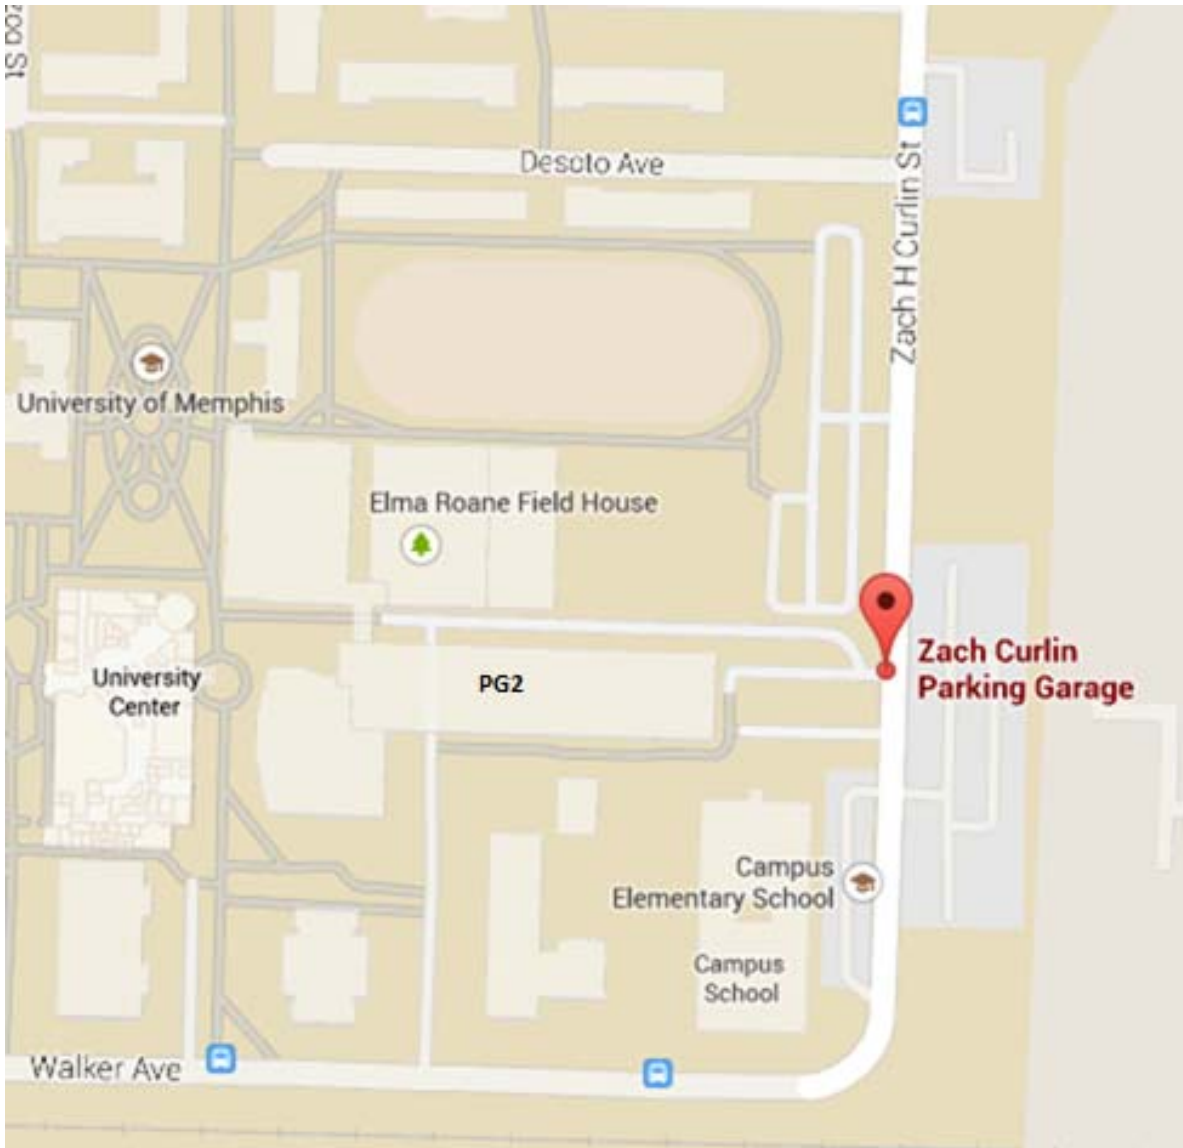 Desoto Ave
Zach H Curlin St
University of Memphis
Elma Roane Field House
Zach Curlin
Parking Garage
University
Center
PG2
Campus
Elementary School
Campus
School
Walker Ave